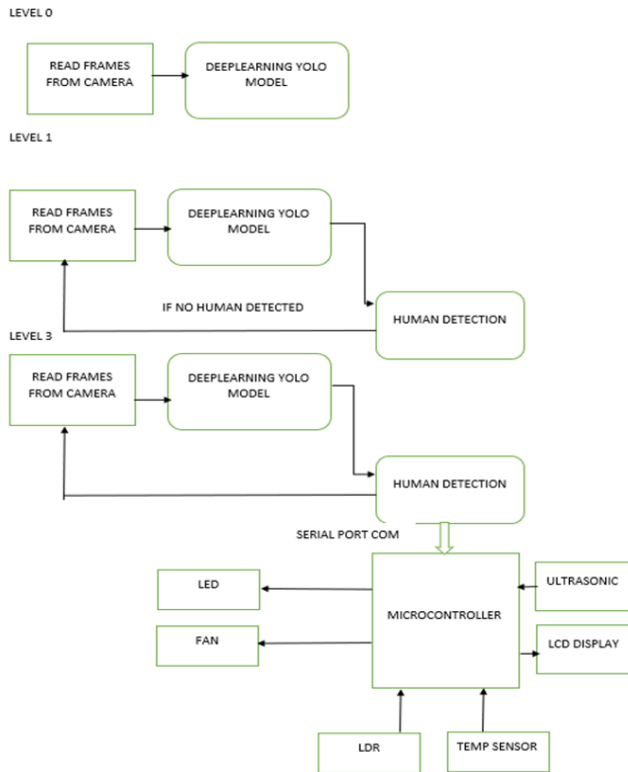 LEVEL 0
READ FRAMES
FROM CAMERA
DEEPLEARNING YOLO
MODEL
LEVEL 1
READ FRAMES
FROM CAMERA
DEEPLEARNING YOLO
MODEL
IF NO HUMAN DETECTED
HUMAN DETECTION
LEVEL 3
READ FRAMES
FROM CAMERA
DEEPLEARNING YOLO
MODEL
HUMAN DETECTION
SERIAL PORT COM
LED
FAN
MICROCONTROLLER
ULTRASONIC
LCD DISPLAY
LDR
TEMP SENSOR